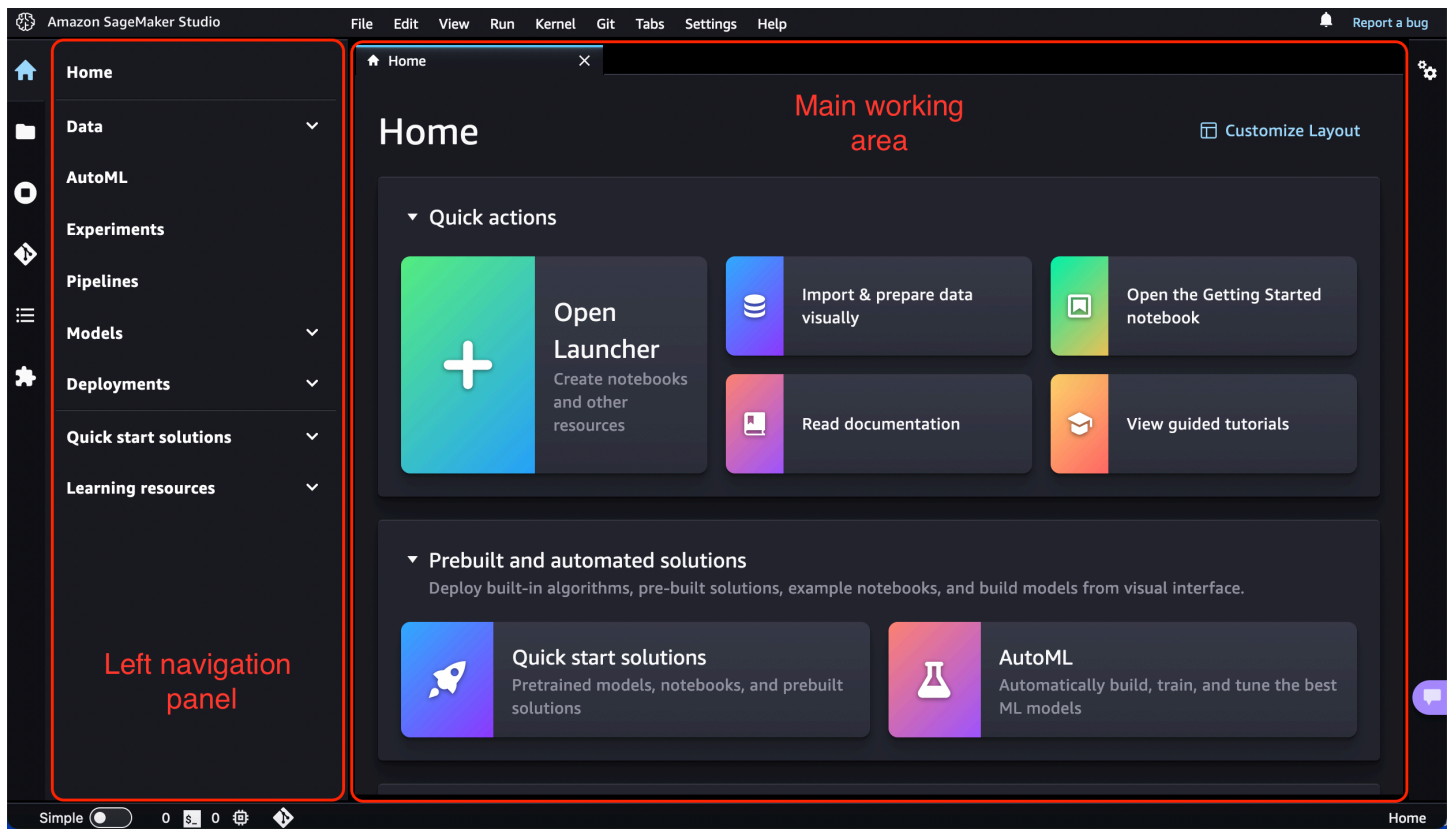 Amazon SageMaker Studio
File Edit View Run Kernel Git Tabs Settings Help
Report a bug
Home
Data
AutoML
Experiments
Pipelines
Models
Deployments
Quick start solutions
Learning resources
Left navigation
panel
Home
Main working
area
Home
Customize Layout
Quick actions
Open
Launcher
Create notebooks
and other
resources
Import & prepare data
visually
Open the Getting Started
notebook
Read documentation
View guided tutorials
Prebuilt and automated solutions
Deploy built-in algorithms, pre-built solutions, example notebooks, and build models from visual interface.
Quick start solutions
Pretrained models, notebooks, and prebuilt
solutions
AutoML
Automatically build, train, and tune the best
ML models
Simple 0 $_ 0
Home